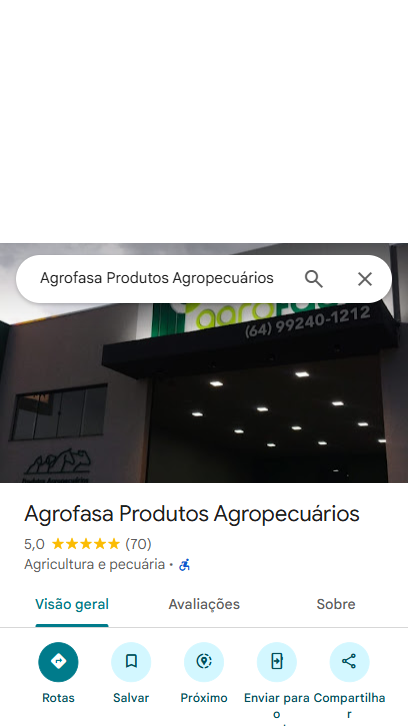 Agrofasa Produtos Agropecuários
(64) 99240-1212
Agrofasa Produtos Agropecuários
5,0 (70)
Agricultura e pecuária ·
Visão geral Avaliações Sobre
Rotas Salvar Próximo Enviar para o Compartilhar